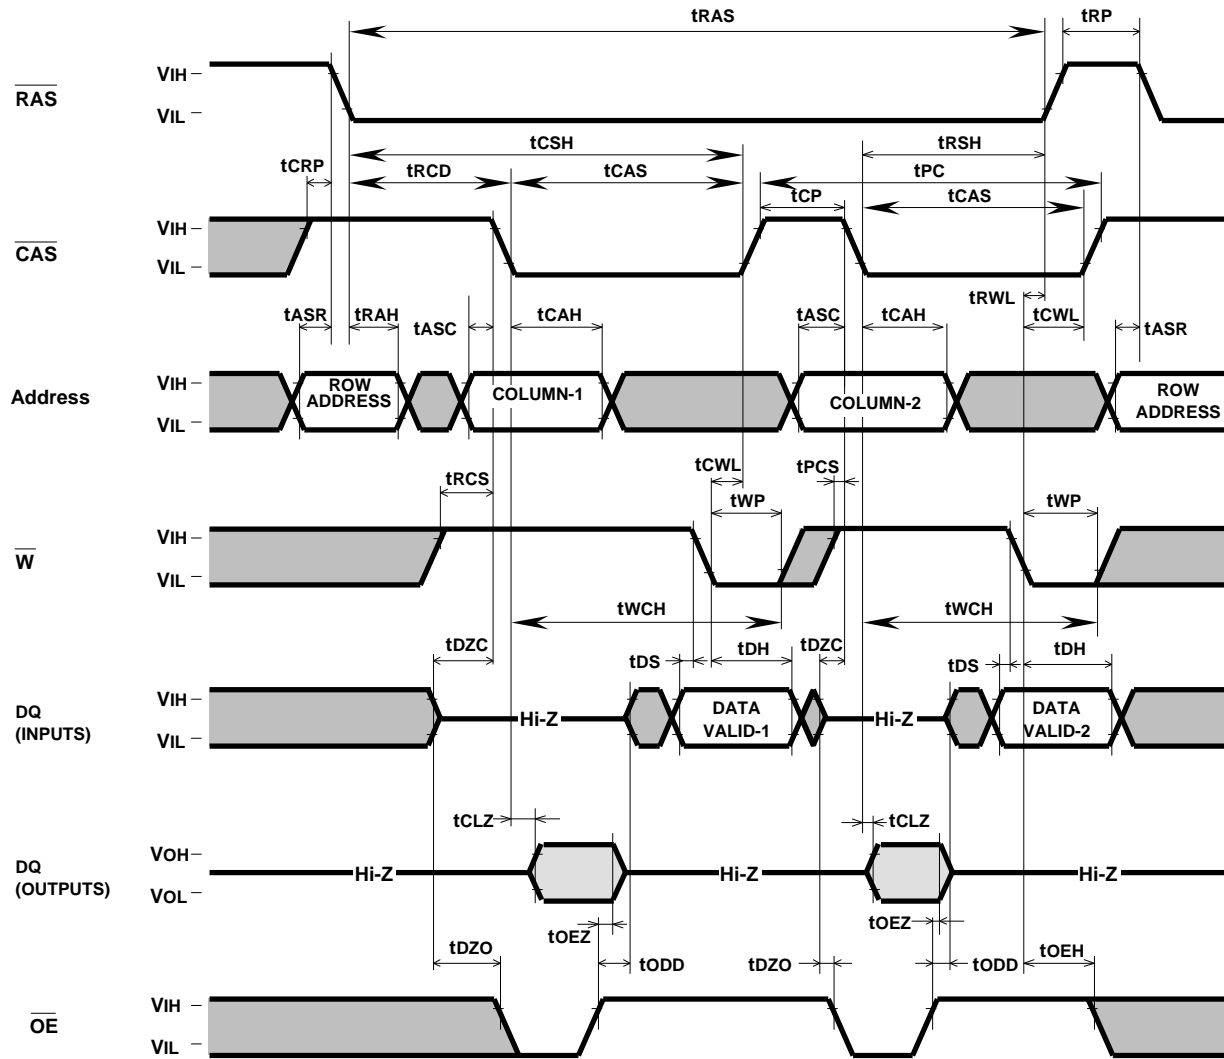 tRAS
tRP
RAS
VIH
VIL
tCSH
tRSH
tCRP
tRCD
tCAS
tPC
tCP
tCAS
CAS
VIH
VIL
tRWL
tASR
tRAH
tASC
tCAH
tASC
tCAH
tCWL
tASR
Address
VIH
VIL
ROW
ADDRESS
COLUMN-1
COLUMN-2
ROW
ADDRESS
tRCS
tCWL
tPCS
tWP
tWP
W
VIH
VIL
tWCH
tWCH
tDZC
tDS
tDH
tDZC
tDS
tDH
DQ
(INPUTS)
VIH
VIL
Hi-Z
DATA
VALID-1
Hi-Z
DATA
VALID-2
tCLZ
tCLZ
DQ
(OUTPUTS)
VOH
VOL
Hi-Z
Hi-Z
Hi-Z
tOEZ
tOEZ
tDZO
tODD
tDZO
tODD
tOEH
OE
VIH
VIL